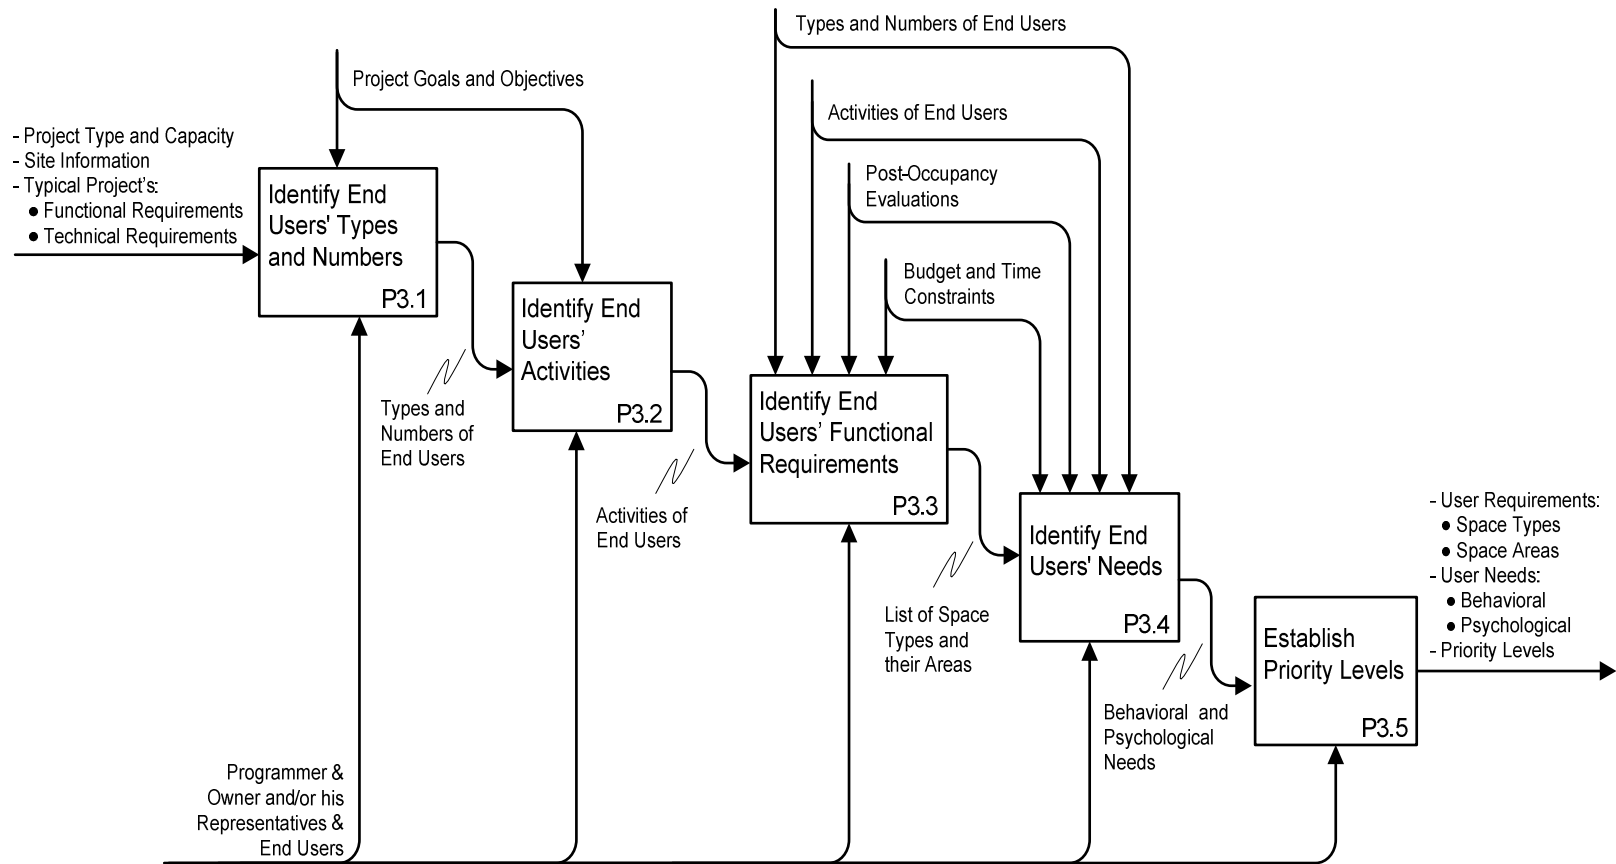 Types and Numbers of End Users
Project Goals and Objectives
Activities of End Users
- Project Type and Capacity
- Site Information
- Typical Project's:
● Functional Requirements
● Technical Requirements
Post-Occupancy
Evaluations
Identify End
Users' Types
and Numbers
P3.1
Budget and Time
Constraints
Identify End
Users’
Activities
P3.2
Types and
Numbers of
End Users
Identify End
Users’ Functional
Requirements
P3.3
Activities of
End Users
Identify End
Users' Needs
P3.4
List of Space
Types and
their Areas
- User Requirements:
● Space Types
● Space Areas
- User Needs:
● Behavioral
● Psychological
- Priority Levels
Establish
Priority Levels
P3.5
Behavioral and
Psychological
Needs
Programmer &
Owner and/or his
Representatives &
End Users